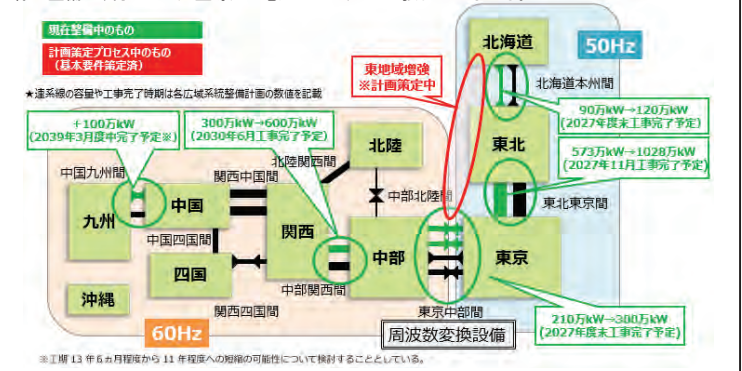 現在整備中のもの
計画策定プロセス中のもの
(基本要件策定済)
★連系線の容量や工事完了時期は各広域系統整備計画の数値を記載
東地域増強
※計画策定中
北海道
50Hz
北海道本州間
90万kW→120万kW
(2027年度末工事完了予定)
+100万kW
(2039年3月度中完了予定※)
300万kW→600万kW
(2030年6月工事完了予定)
東北
573万kW→1028万kW
(2027年11月工事完了予定)
東北東京間
北陸関西間
北陸
中国九州間
関西中国間
中部北陸間
九州
中国
関西
中国四国間
四国
中部
東京
中部関西間
沖縄
関西四国間
東京中部間
210万kW→300万kW
(2027年度末工事完了予定)
60Hz
周波数変換設備
※工期13年6ヵ月程度から11年程度への短縮の可能性について検討することとしている。